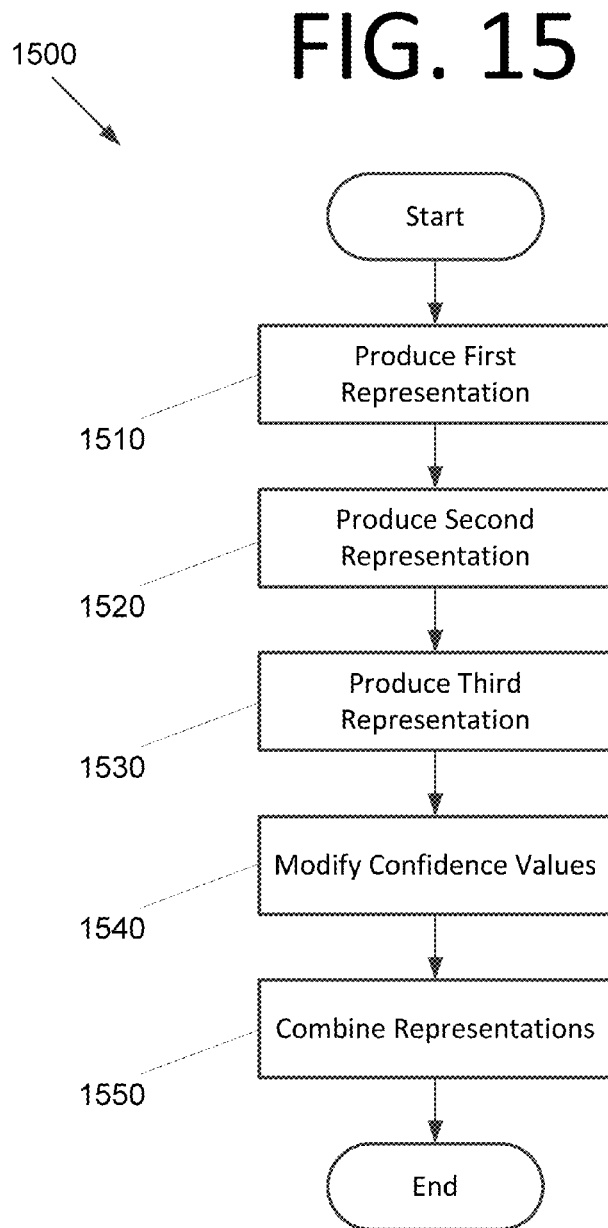 FIG. 15
1500
Start
Produce First
Representation
1510
Produce Second
Representation
1520
Produce Third
Representation
1530
Modify Confidence Values
1540
Combine Representations
1550
End